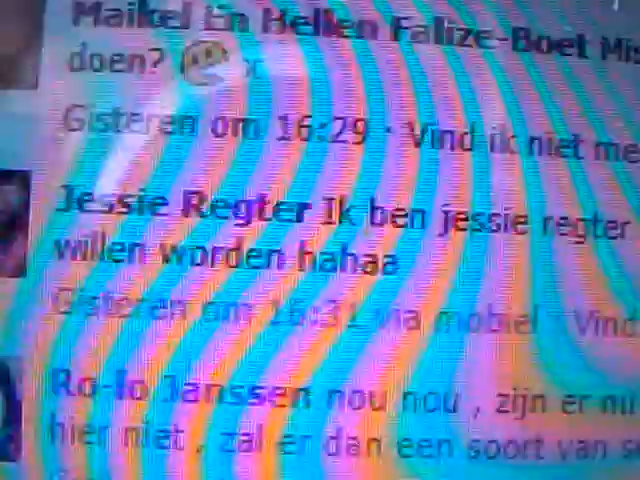 Maikel En Hellen Falize-Boet Mis
doen?
Gisteren om 16:29 · Vind ik niet me
Jessie Regter Ik ben jessie regter
willen worden hahaa
Gisteren om 16:31 via mobiel · Vind
Ro-lo Janssen nou nou , zijn er nu
hier niet , zal er dan een soort van